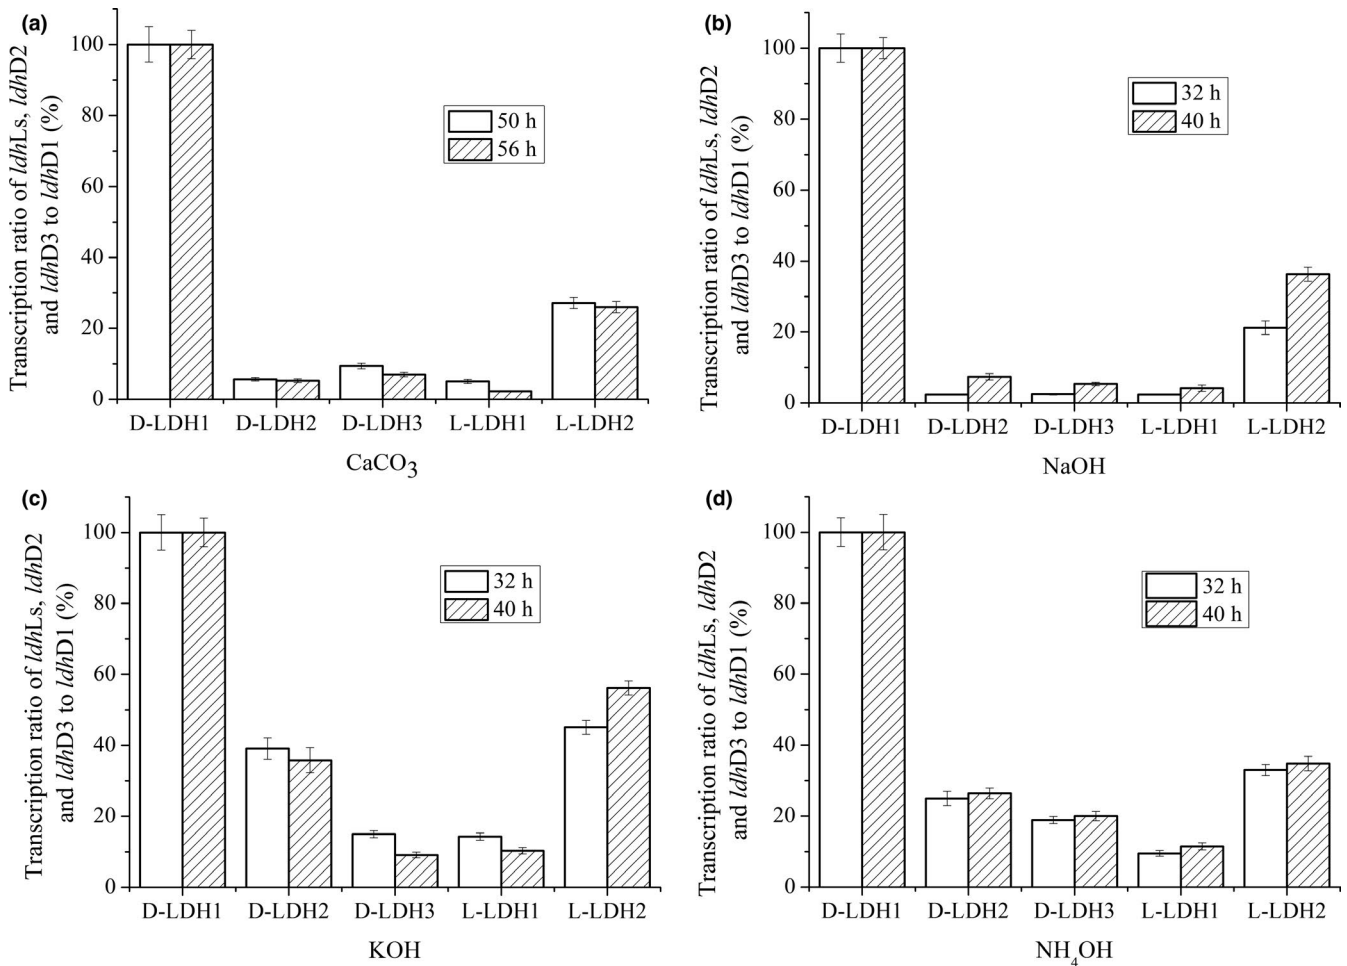 (a)
Transcription ratio of ldhLs, ldhD2
and ldhD3 to ldhD1 (%)
100
80
60
40
20
0
50 h
56 h
D-LDH1 D-LDH2 D-LDH3 L-LDH1 L-LDH2
CaCO3
(b)
Transcription ratio of ldhLs, ldhD2
and ldhD3 to ldhD1 (%)
100
80
60
40
20
0
32 h
40 h
D-LDH1 D-LDH2 D-LDH3 L-LDH1 L-LDH2
NaOH
(c)
Transcription ratio of ldhLs, ldhD2
and ldhD3 to ldhD1 (%)
100
80
60
40
20
0
32 h
40 h
D-LDH1 D-LDH2 D-LDH3 L-LDH1 L-LDH2
KOH
(d)
Transcription ratio of ldhLs, ldhD2
and ldhD3 to ldhD1 (%)
100
80
60
40
20
0
32 h
40 h
D-LDH1 D-LDH2 D-LDH3 L-LDH1 L-LDH2
NH4OH